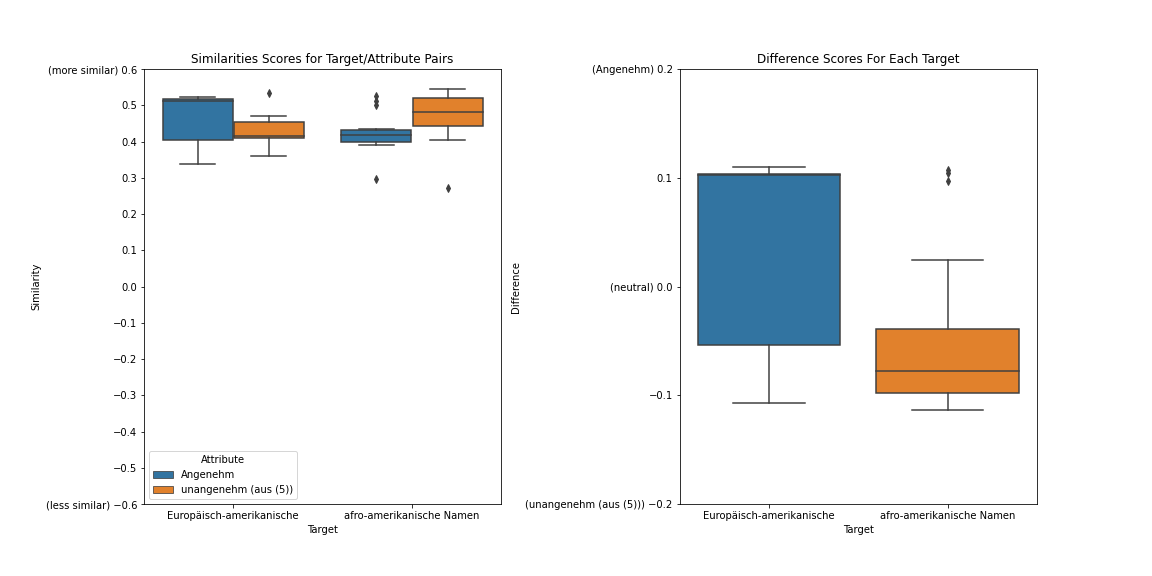 Similarities Scores for Target/Attribute Pairs
(more similar) 0.6
0.5
0.4
0.3
0.2
0.1
0.0
−0.1
−0.2
−0.3
−0.4
−0.5
(less similar) −0.6
Similarity
Attribute
Angenehm
unangenehm (aus (5))
Europäisch-amerikanische
afro-amerikanische Namen
Target
Difference Scores For Each Target
(Angenehm) 0.2
0.1
(neutral) 0.0
−0.1
(unangenehm (aus (5))) −0.2
Difference
Europäisch-amerikanische
afro-amerikanische Namen
Target